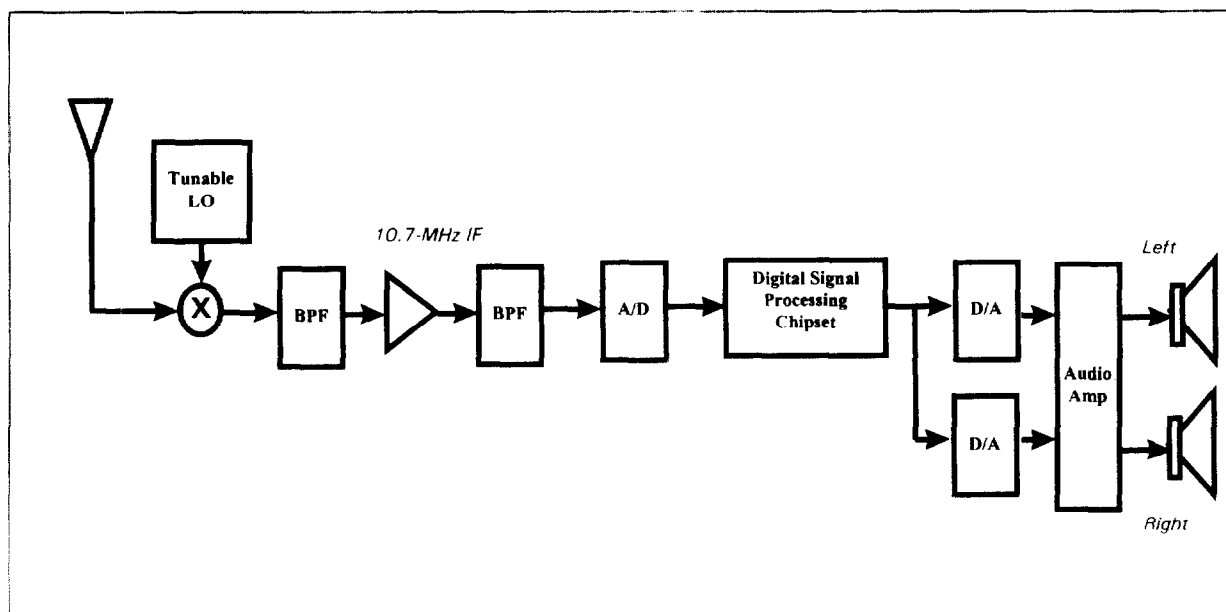 Tunable
LO
X
BPF
10.7-MHz IF
BPF
A/D
Digital Signal
Processing
Chipset
D/A
D/A
Audio
Amp
Left
Right